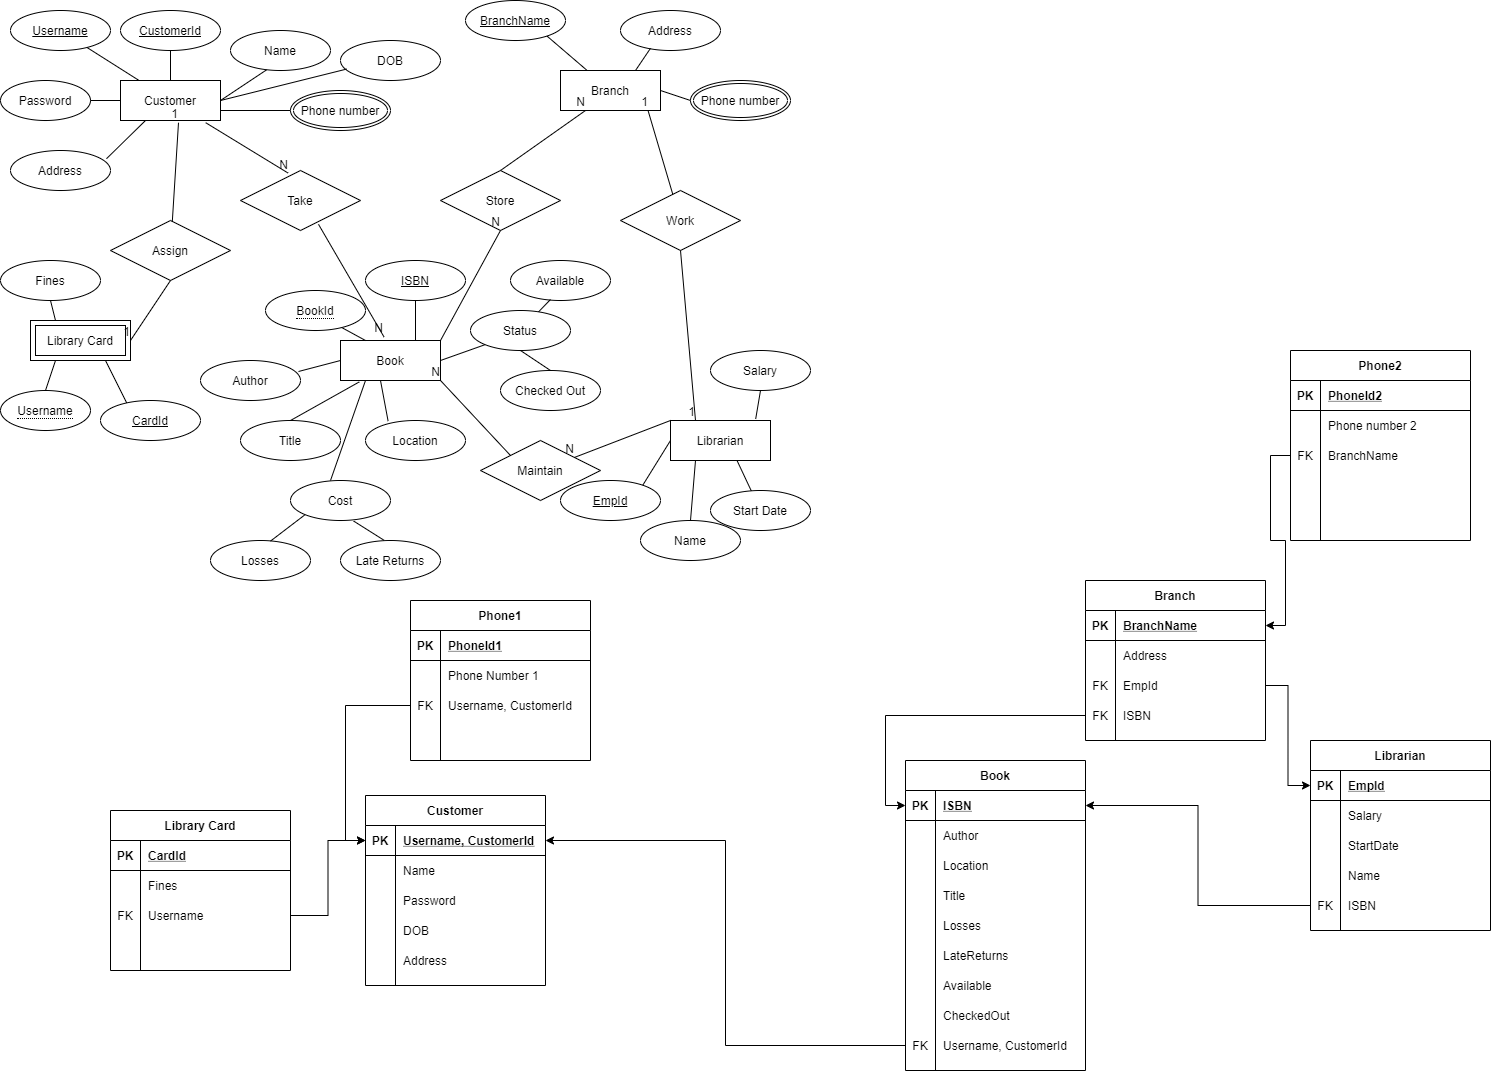 Username
CustomerId
Name
DOB
Password
Customer
1
Phone number
Address
N
Take
Assign
Fines
1
Library Card
Username
CardId
BranchName
Address
Branch
N
1
Phone number
Store
N
Work
ISBN
BookId
N
Available
Status
Book
N
Checked Out
Author
Title
Location
Cost
Losses
Late Returns
Salary
1
Librarian
N
Maintain
EmpId
Start Date
Name
Phone2
PK PhoneId2
Phone number 2
FK BranchName
Branch
PK BranchName
Address
FK EmpId
FK ISBN
Phone1
PK PhoneId1
Phone Number 1
FK Username, CustomerId
Librarian
PK EmpId
Salary
StartDate
Name
FK ISBN
Book
PK ISBN
Author
Location
Title
Losses
LateReturns
Available
CheckedOut
FK Username, CustomerId
Customer
PK Username, CustomerId
Name
Password
DOB
Address
Library Card
PK CardId
Fines
FK Username